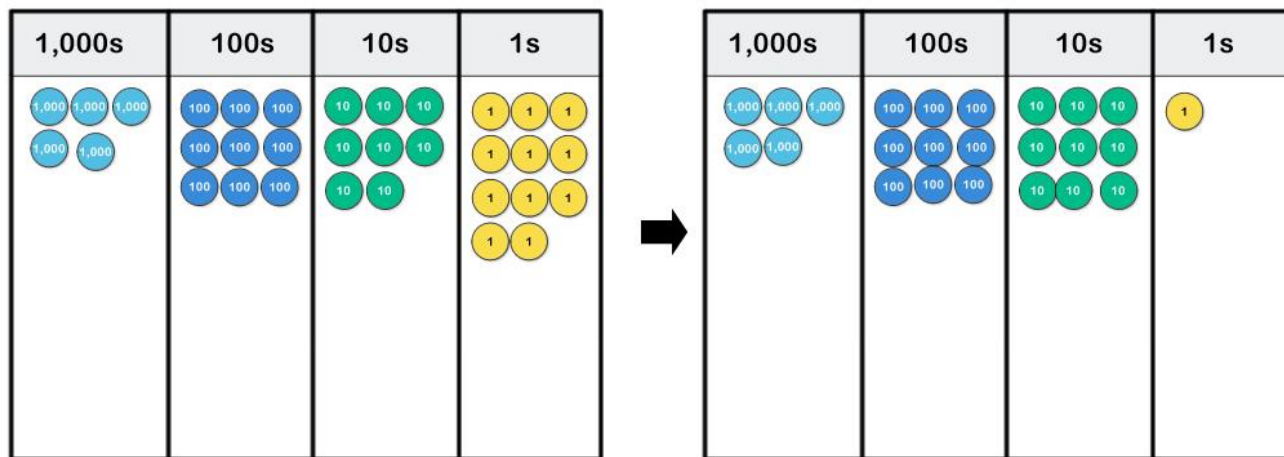 1,000s 100s 10s 1s
1,000 1,000 1,000 100 100 100 10 10 10 1 1 1
1,000 1,000 100 100 100 10 10 10 1 1 1
100 100 100 10 10 1 1 1
1 1
1,000s 100s 10s 1s
1,000 1,000 1,000 100 100 100 10 10 10 1
1,000 1,000 100 100 100 10 10 10
100 100 100 10 10 10